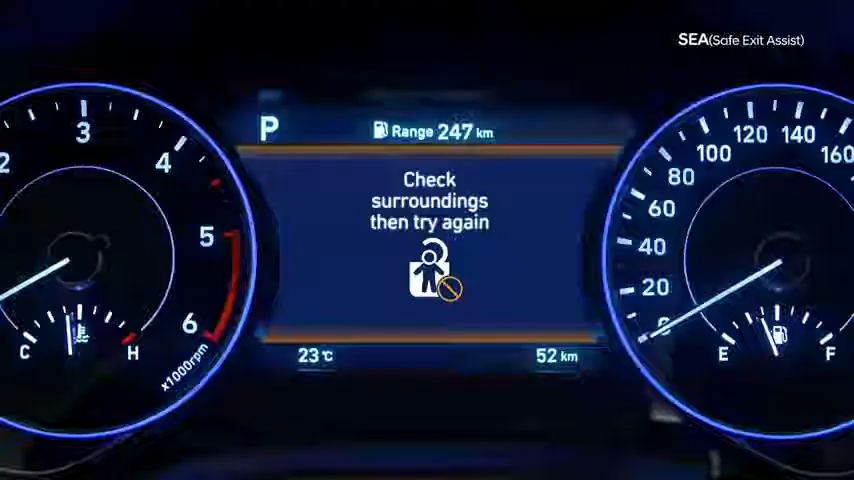 SEA(Safe Exit Assist)
P
Range 247 km
Check
surroundings
then try again
2
3
4
5
6
x1000rpm
C
H
20
40
60
80
100
120
140
160
0
E
F
23℃
52 km